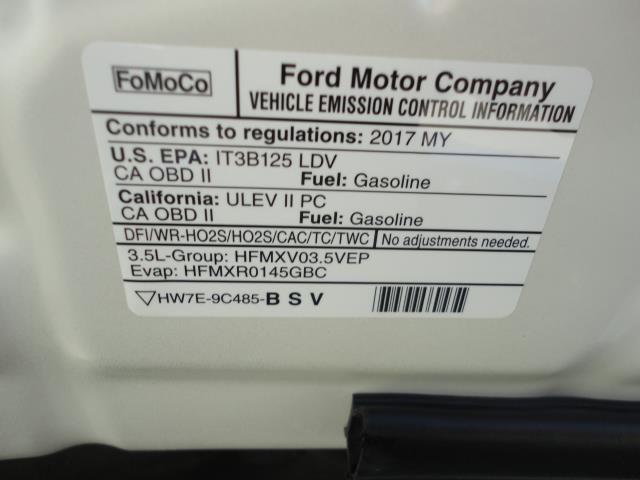 FoMoCo
Ford Motor Company
VEHICLE EMISSION CONTROL INFORMATION
Conforms to regulations: 2017 MY
U.S. EPA: IT3B125 LDV
CA OBD II Fuel: Gasoline
California: ULEV II PC
CA OBD II Fuel: Gasoline
DFI/WR-HO2S/HO2S/CAC/TC/TWC No adjustments needed.
3.5L-Group: HFMXV03.5VEP
Evap: HFMXR0145GBC
HW7E-9C485-B S V